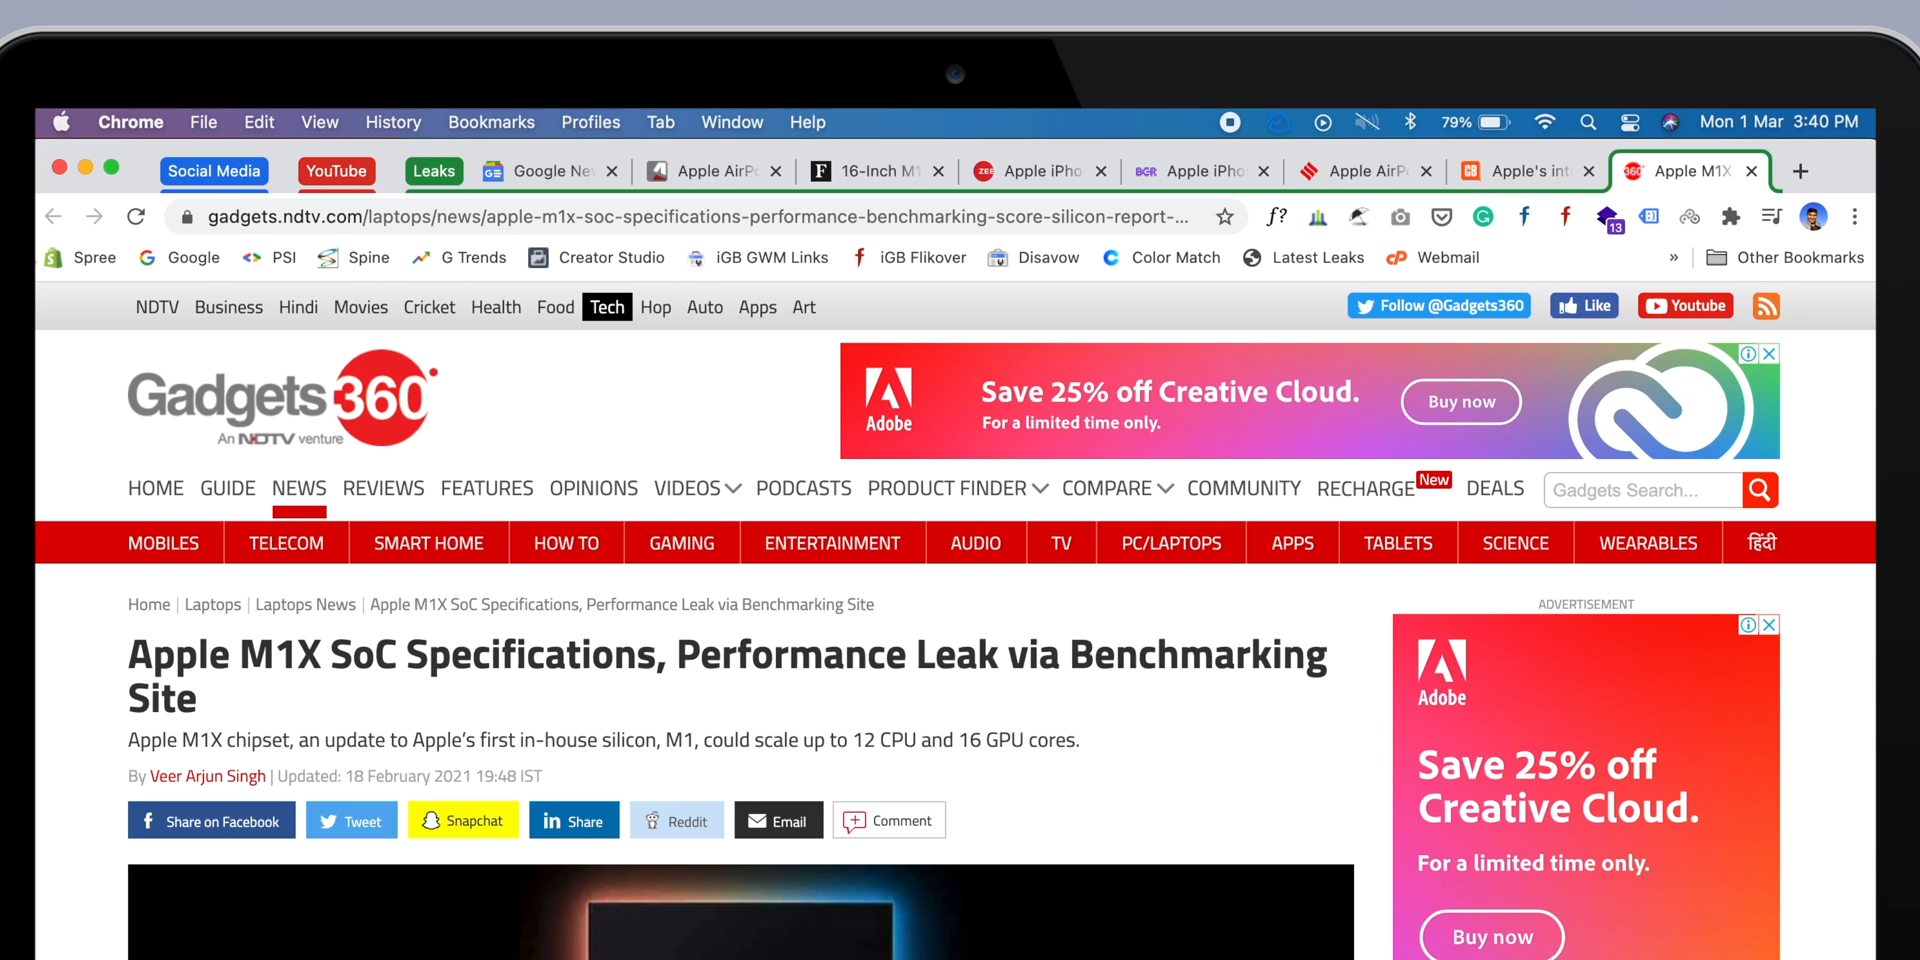 Chrome File Edit View History Bookmarks Profiles Tab Window Help 79% Mon 1 Mar 3:40 PM
Social Media YouTube Leaks Google Ne Apple AirP 16-Inch M1 Apple iPho Apple iPho Apple AirP Apple's int Apple M1X
gadgets.ndtv.com/laptops/news/apple-m1x-soc-specifications-performance-benchmarking-score-silicon-report-... f? 13
Spree Google PSI Spine G Trends Creator Studio iGB GWM Links iGB Flikover Disavow Color Match Latest Leaks Webmail » Other Bookmarks
NDTV Business Hindi Movies Cricket Health Food Tech Hop Auto Apps Art Follow @Gadgets360 Like Youtube
Gadgets 360°
An NDTV venture
Adobe
Save 25% off Creative Cloud.
For a limited time only.
Buy now
HOME GUIDE NEWS REVIEWS FEATURES OPINIONS VIDEOS PODCASTS PRODUCT FINDER COMPARE COMMUNITY RECHARGE New DEALS Gadgets Search...
MOBILES TELECOM SMART HOME HOW TO GAMING ENTERTAINMENT AUDIO TV PC/LAPTOPS APPS TABLETS SCIENCE WEARABLES हिंदी
Home | Laptops | Laptops News | Apple M1X SoC Specifications, Performance Leak via Benchmarking Site
Apple M1X SoC Specifications, Performance Leak via Benchmarking
Site
Apple M1X chipset, an update to Apple's first in-house silicon, M1, could scale up to 12 CPU and 16 GPU cores.
By Veer Arjun Singh | Updated: 18 February 2021 19:48 IST
Share on Facebook Tweet Snapchat in Share Reddit Email Comment
ADVERTISEMENT
Adobe
Save 25% off
Creative Cloud.
For a limited time only.
Buy now